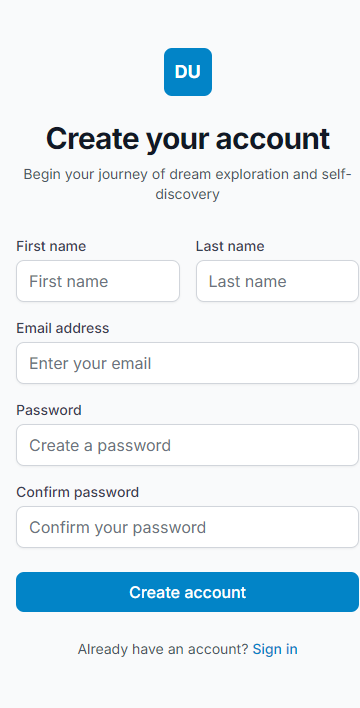 DU
Create your account
Begin your journey of dream exploration and self-
discovery
First name Last name
First name Last name
Email address
Enter your email
Password
Create a password
Confirm password
Confirm your password
Create account
Already have an account? Sign in